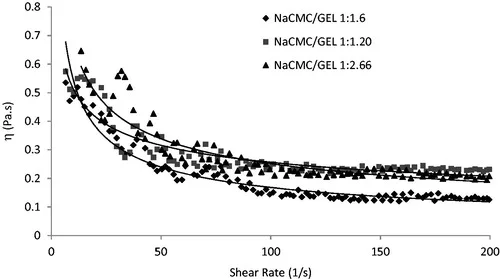 0.8
0.7
0.6
0.5
0.4
0.3
0.2
0.1
0
η (Pa.s)
NaCMC/GEL 1:1.6
NaCMC/GEL 1:1.20
NaCMC/GEL 1:2.66
0 50 100 150 200
Shear Rate (1/s)